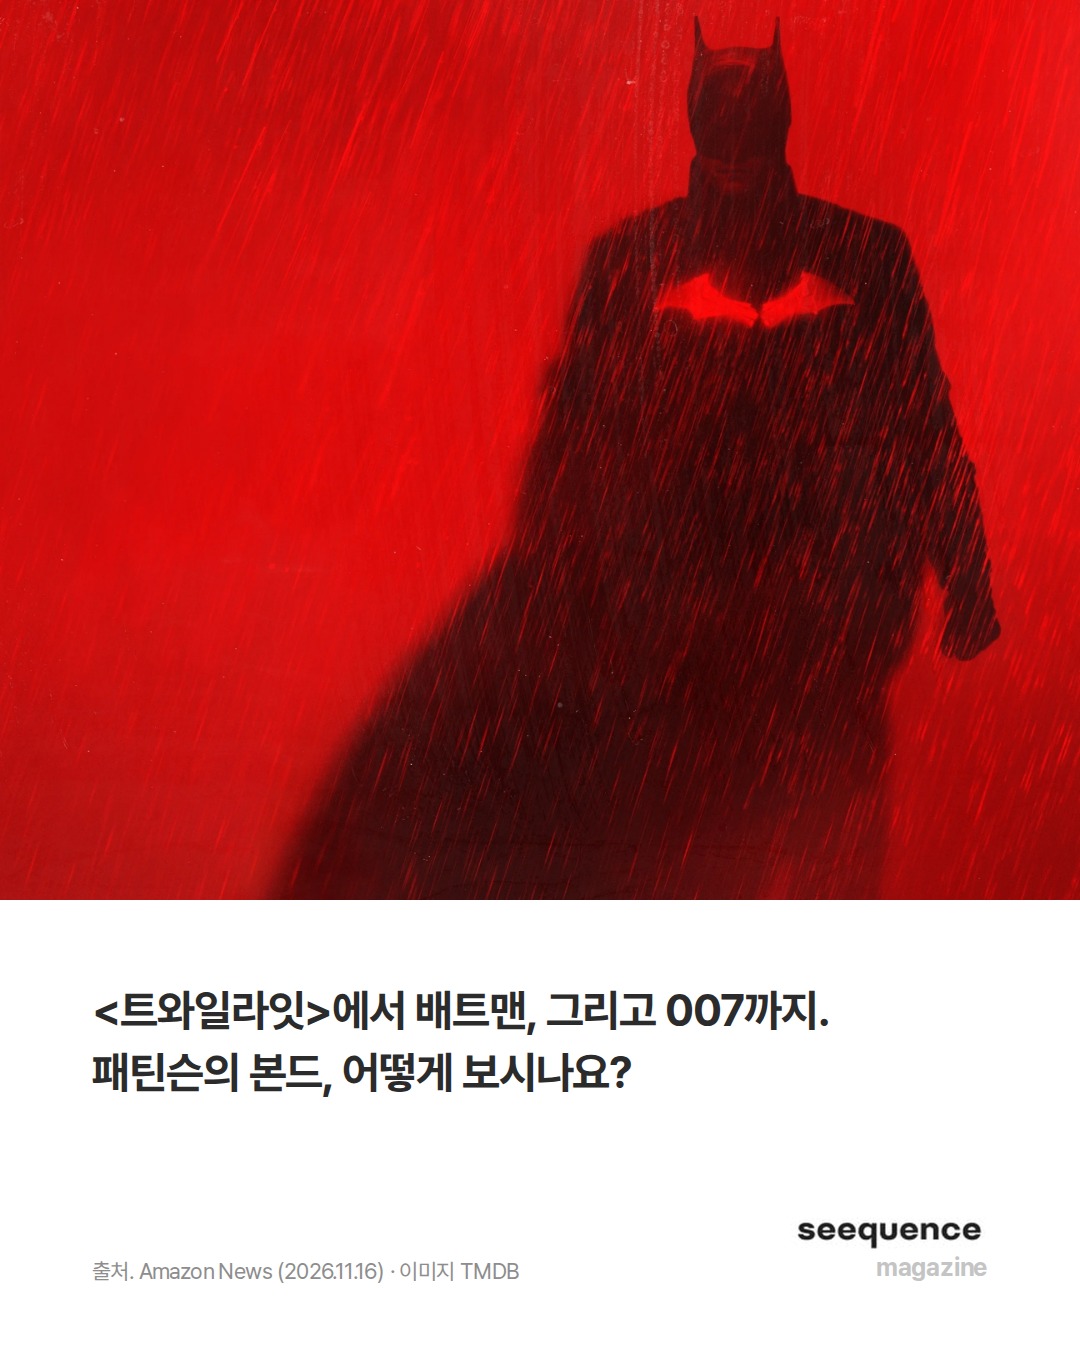 <트와일라잇>에서 배트맨, 그리고 007까지.
패틴슨의 본드, 어떻게 보시나요?
출처. Amazon News (2026.11.16) · 이미지 TMDB
seequence
magazine